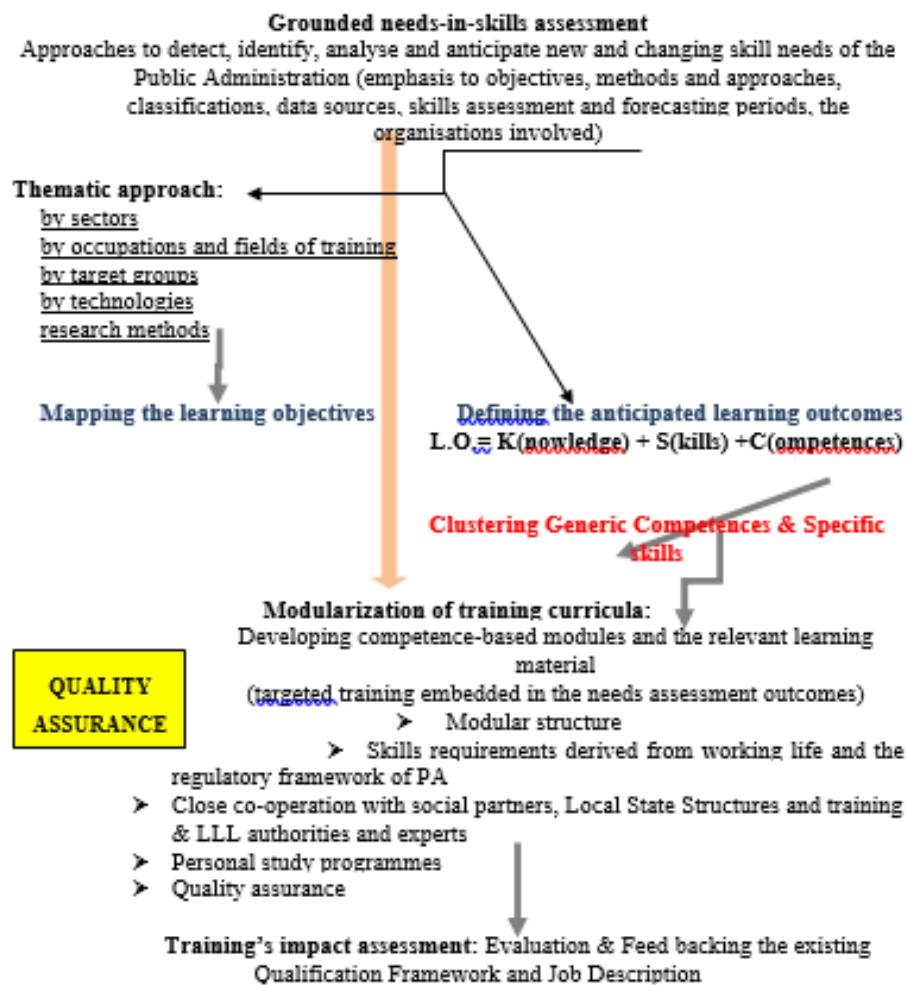 Grounded needs-in-skills assessment
Approaches to detect, identify, analyse and anticipate new and changing skill needs of the
Public Administration (emphasis to objectives, methods and approaches,
classifications, data sources, skills assessment and forecasting periods, the
organisations involved)
Thematic approach:
by sectors
by occupations and fields of training
by target groups
by technologies
research methods
Mapping the learning objectives
Defining the anticipated learning outcomes
L.O.= K(nowledge) + S(kills) +C(ompetences)
Clustering Generic Competences & Specific
skills
Modularization of training curricula:
Developing competence-based modules and the relevant learning
material
(targeted training embedded in the needs assessment outcomes)
QUALITY
ASSURANCE
➢ Modular structure
➢ Skills requirements derived from working life and the
regulatory framework of PA
➢ Close co-operation with social partners, Local State Structures and training
& LLL authorities and experts
➢ Personal study programmes
➢ Quality assurance
Training's impact assessment: Evaluation & Feed backing the existing
Qualification Framework and Job Description